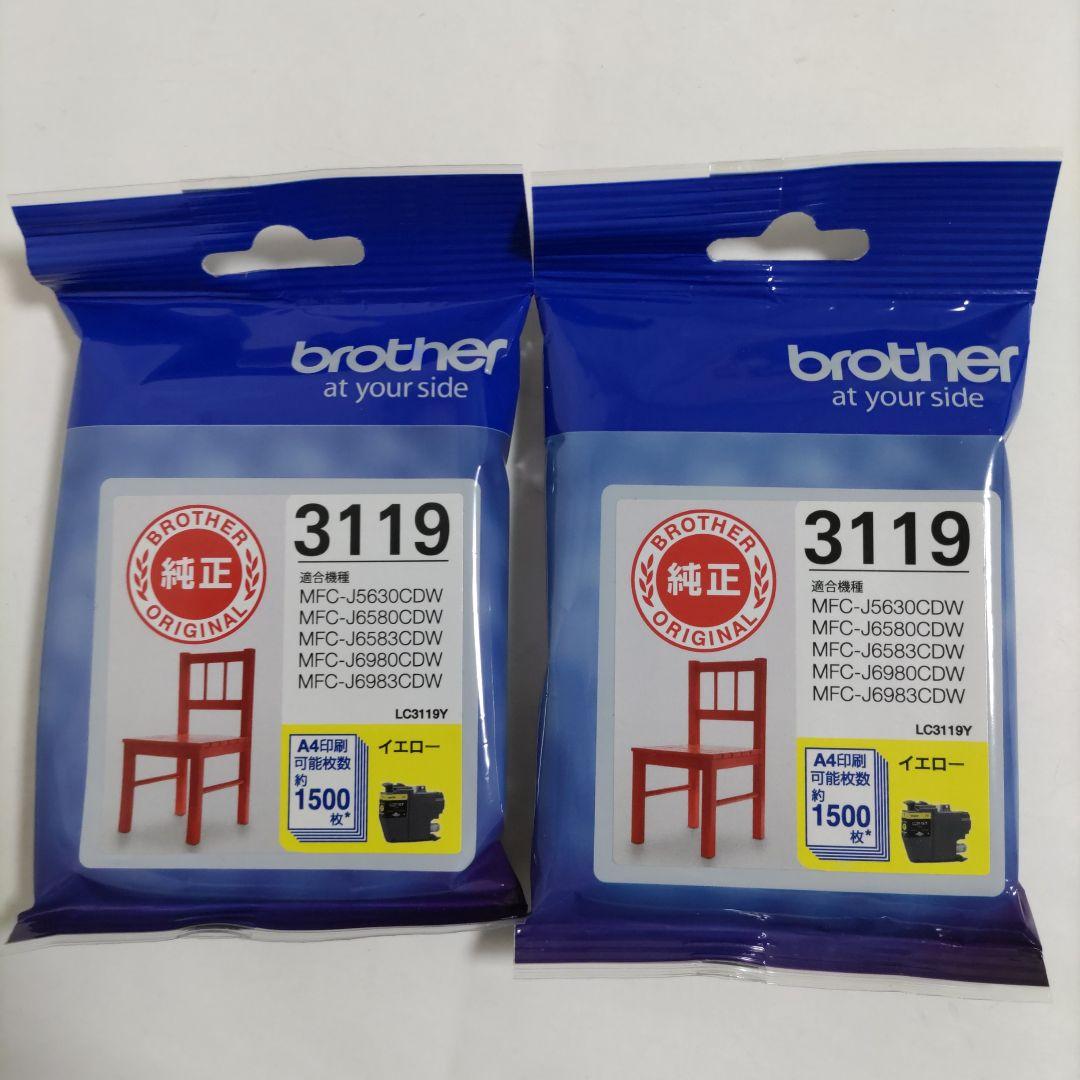 brother
at your side
BROTHER
純正
ORIGINAL
3119
適合機種
MFC-J5630CDW
MFC-J6580CDW
MFC-J6583CDW
MFC-J6980CDW
MFC-J6983CDW
LC3119Y
A4印刷
可能枚数
約
1500
枚*
イエロー
brother
at your side
BROTHER
純正
ORIGINAL
3119
適合機種
MFC-J5630CDW
MFC-J6580CDW
MFC-J6583CDW
MFC-J6980CDW
MFC-J6983CDW
LC3119Y
A4印刷
可能枚数
約
1500
枚*
イエロー